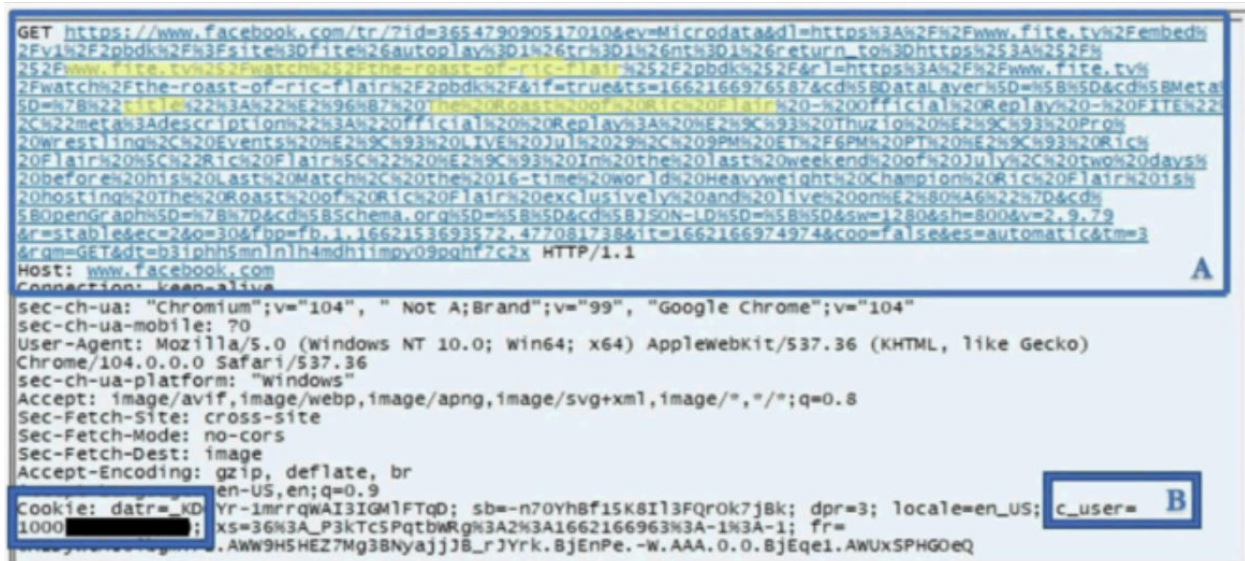 GET https://www.facebook.com/tr/?id=365479090517010&ev=Microdata&dl=https%3A%2F%2Fwww.fite.tv%2Fembed%
2Fv1%2F2pbdk%2F%3Fsite%3Dfite%26autoplay%3D1%26tr%3D1%26nt%3D1%26return_to%3Dhttps%253A%252F%
252Fwww.fite.tv%252Fwatch%252Fthe-roast-of-ric-flair%252F2pbdk%252F&rl=https%3A%2F%2Fwww.fite.tv%
2Fwatch%2Fthe-roast-of-ric-flair%2F2pbdk%2F&if=true&ts=1662166976587&cd%5BDataLayer%5D=%5B%5D&cd%5BMeta%
5D=%7B%22title%22%3A%22%E2%96%B7%20The%20Roast%20of%20Ric%20Flair%20-%20Official%20Replay%20-%20FITE%22%
2C%22meta%3Adescription%22%3A%22Official%20%20Replay%3A%20%E2%9C%93%20Thuzio%20%E2%9C%93%20Pro%
20Wrestling%2C%20Events%20%E2%9C%93%20LIVE%20Jul%2029%2C%209PM%20ET%2F6PM%20PT%20%E2%9C%93%20Ric%
20Flair%20%5C%22Ric%20Flair%5C%22%20%E2%9C%93%20In%20the%20last%20weekend%20of%20July%2C%20two%20days%
20before%20his%20Last%20Match%2C%20the%2016-time%20World%20Heavyweight%20Champion%20Ric%20Flair%20is%
20hosting%20The%20Roast%20of%20Ric%20Flair%20exclusively%20and%20live%20on%E2%80%A6%22%7D&cd%
5BOpenGraph%5D=%7B%7D&cd%5BSchema.org%5D=%5B%5D&cd%5BJSON-LD%5D=%5B%5D&sw=1280&sh=800&v=2.9.79
&r=stable&ec=2&o=30&fbp=fb.1.1662153693572.477081738&it=1662166974974&coo=false&es=automatic&tm=3
&rqm=GET&dt=b3iphh5mnlnlh4mdhjimpy09pqhf7c2x HTTP/1.1
Host: www.facebook.com A
Connection: keep-alive
sec-ch-ua: "Chromium";v="104", " Not A;Brand";v="99", "Google Chrome";v="104"
sec-ch-ua-mobile: ?0
User-Agent: Mozilla/5.0 (Windows NT 10.0; Win64; x64) AppleWebKit/537.36 (KHTML, like Gecko)
Chrome/104.0.0.0 Safari/537.36
sec-ch-ua-platform: "Windows"
Accept: image/avif,image/webp,image/apng,image/svg+xml,image/*,*/*;q=0.8
Sec-Fetch-Site: cross-site
Sec-Fetch-Mode: no-cors
Sec-Fetch-Dest: image
Accept-Encoding: gzip, deflate, br
en-US,en;q=0.9
Cookie: datr=_KD Yr-1mrrqWAI3IGMlFTqD; sb=-n7OYhBf1SK8Il3FQrOk7jBk; dpr=3; locale=en_US; c_user= B
1000 ; xs=36%3A_P3kTc5PqtbWRg%3A2%3A1662166963%3A-1%3A-1; fr=
.AWW9H5HEZ7Mg3BNyajjJB_rJYrk.BjEnPe.-W.AAA.0.0.BjEqe1.AWUxSPHGOeQ